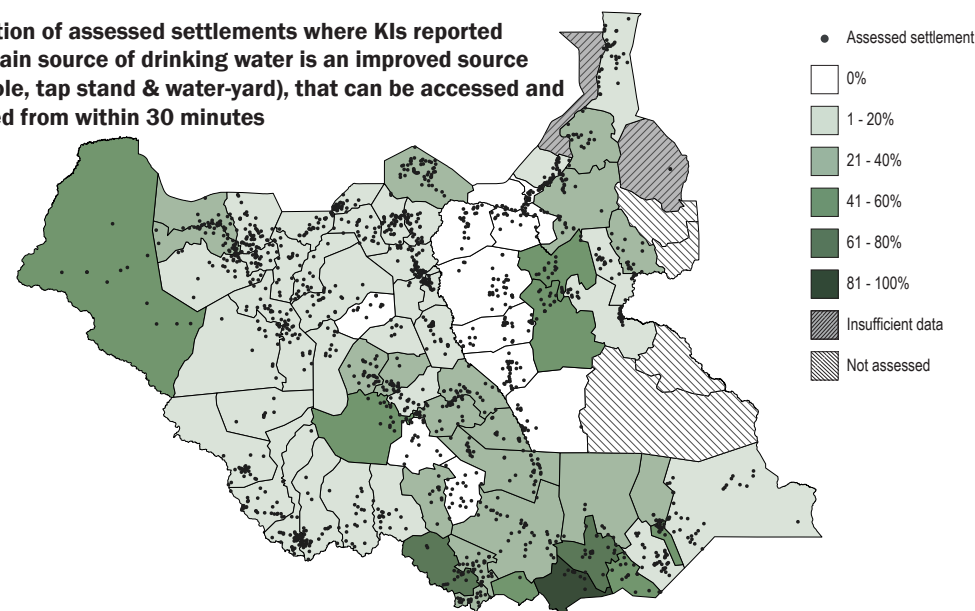 tion of assessed settlements where KIs reported
ain source of drinking water is an improved source
ole, tap stand & water-yard), that can be accessed and
ed from within 30 minutes
Assessed settlement
0%
1 - 20%
21 - 40%
41 - 60%
61 - 80%
81 - 100%
Insufficient data
Not assessed